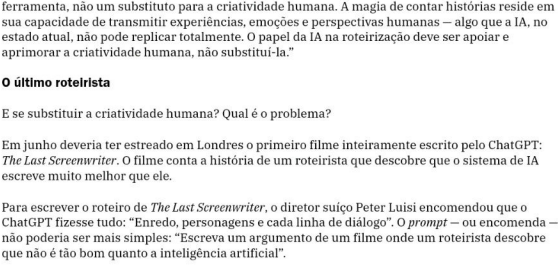 ferramenta, não um substituto para a criatividade humana. A magia de contar histórias reside em
sua capacidade de transmitir experiências, emoções e perspectivas humanas — algo que a IA, no
estado atual, não pode replicar totalmente. O papel da IA na roteirização deve ser apoiar e
aprimorar a criatividade humana, não substituí-la.”
O último roteirista
E se substituir a criatividade humana? Qual é o problema?
Em junho deveria ter estreado em Londres o primeiro filme inteiramente escrito pelo ChatGPT:
The Last Screenwriter. O filme conta a história de um roteirista que descobre que o sistema de IA
escreve muito melhor que ele.
Para escrever o roteiro de The Last Screenwriter, o diretor suíço Peter Luisi encomendou que o
ChatGPT fizesse tudo: “Enredo, personagens e cada linha de diálogo”. O prompt — ou encomenda —
não poderia ser mais simples: “Escreva um argumento de um filme onde um roteirista descobre
que não é tão bom quanto a inteligência artificial”.